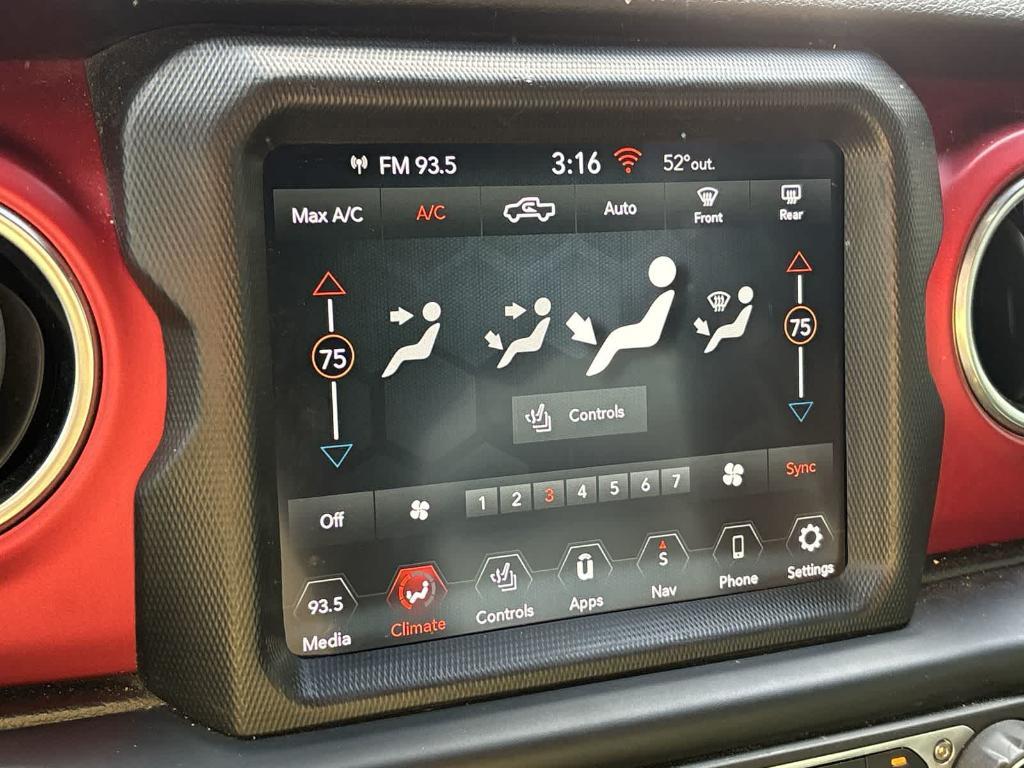 FM 93.5 3:16 52° out.
Max A/C A/C Auto Front Rear
75 75
Controls
Off 1 2 3 4 5 6 7 Sync
93.5 S
Media Climate Controls Apps Nav Phone Settings